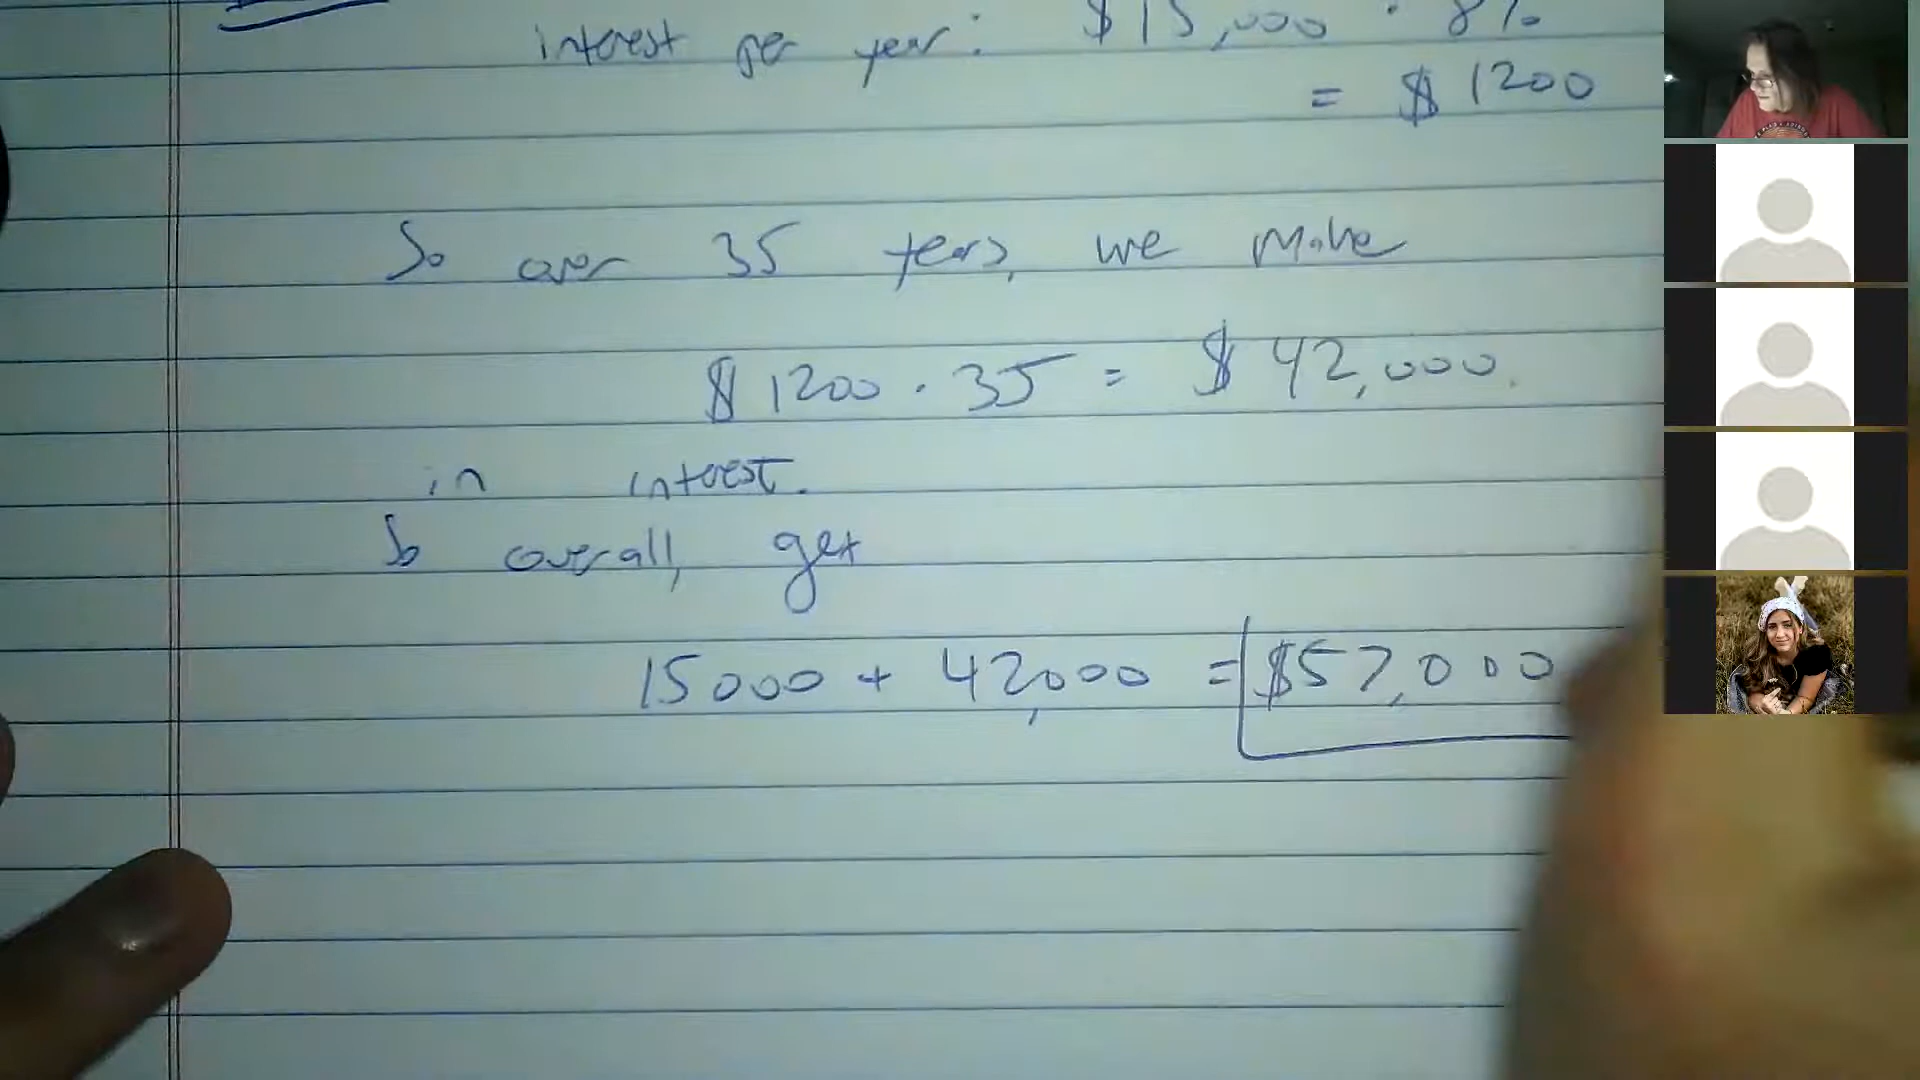 interest per year: $15,000 · 8%
= $1200
So over 35 years, we make
$1200 · 35 = $42,000.
in interest.
So overall, get
15000 + 42,000 = $57,000